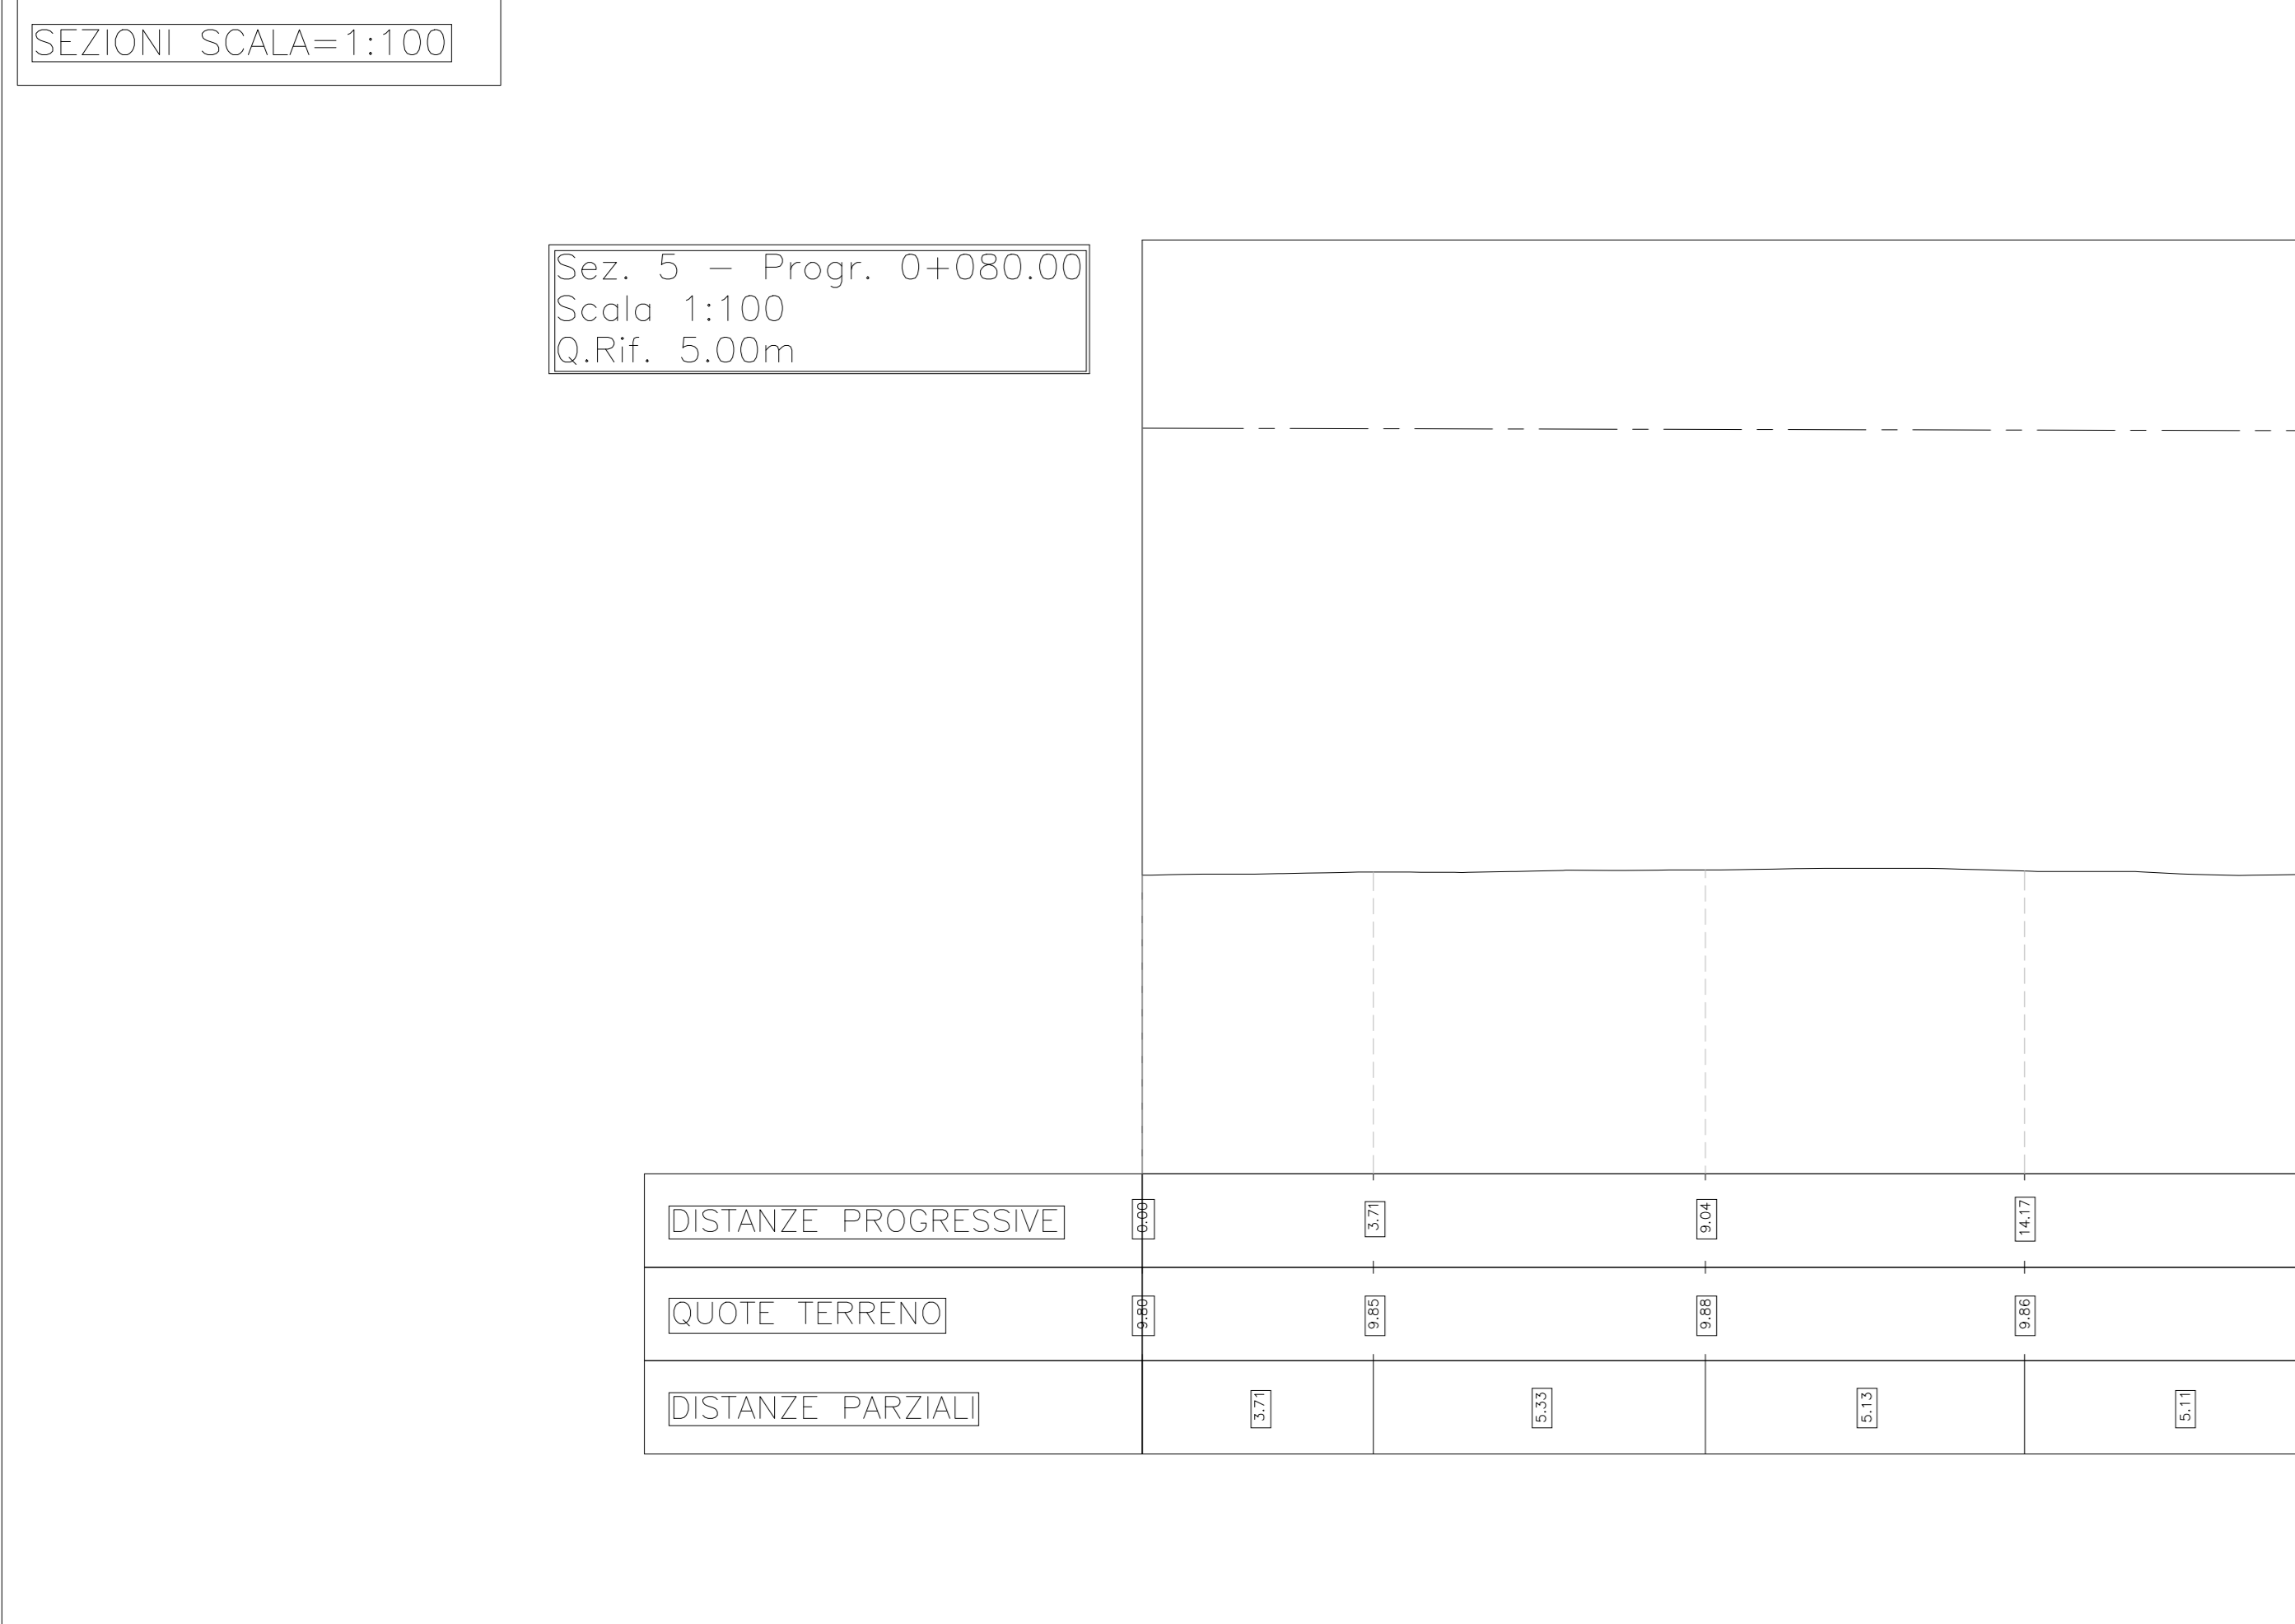 SEZIONI SCALA=1:100
Sez. 5 - Progr. 0+080.00
Scala 1:100
Q.Rif. 5.00m
DISTANZE PROGRESSIVE 0.00 3.71 9.04 14.17
QUOTE TERRENO 9.80 9.85 9.88 9.86
DISTANZE PARZIALI 3.71 5.33 5.13 5.11